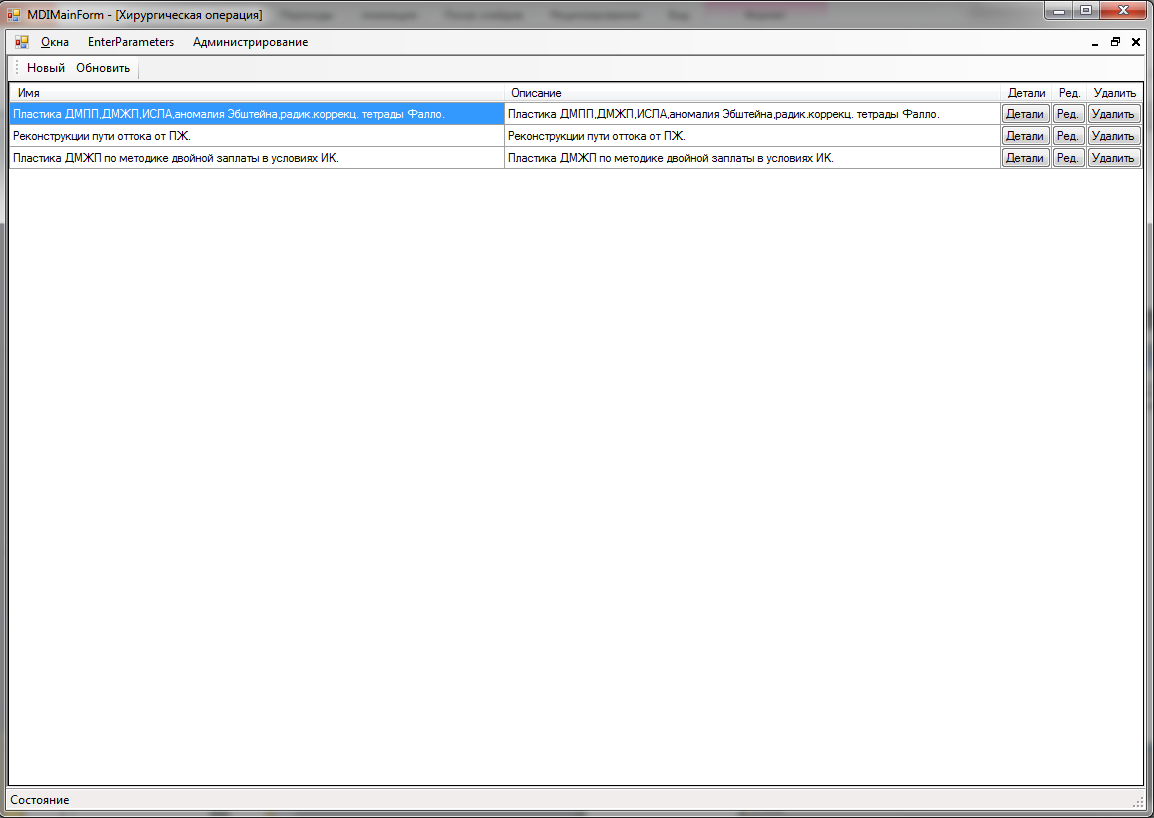 MDIMainForm - [Хирургическая операция]
Окна EnterParameters Администрирование
Новый Обновить
Имя Описание Детали Ред. Удалить
Пластика ДМПП,ДМЖП,ИСПА,аномалия Эбштейна,радик.коррекц. тетрады Фалло. Пластика ДМПП,ДМЖП,ИСПА,аномалия Эбштейна,радик.коррекц. тетрады Фалло. Детали Ред. Удалить
Реконструкции пути оттока от ПЖ. Реконструкции пути оттока от ПЖ. Детали Ред. Удалить
Пластика ДМЖП по методике двойной заплаты в условиях ИК. Пластика ДМЖП по методике двойной заплаты в условиях ИК. Детали Ред. Удалить
Состояние